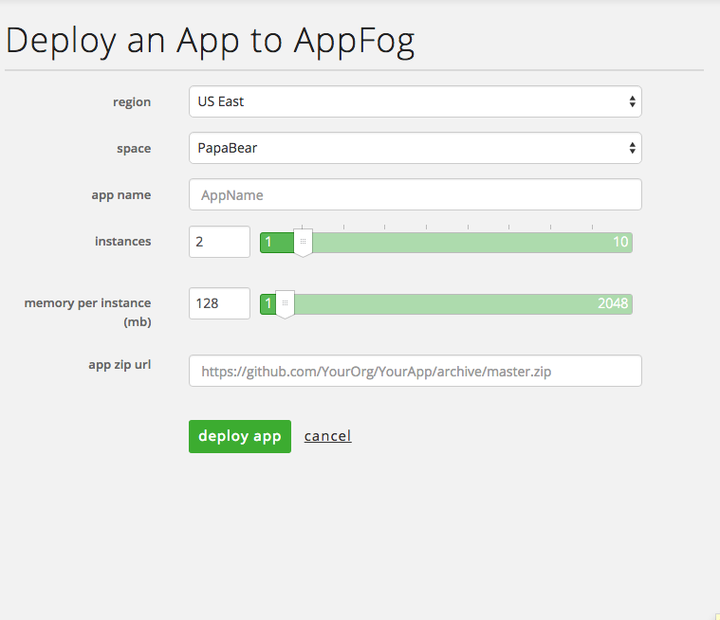 Deploy an App to AppFog
region
US East
space
PapaBear
app name
AppName
instances
2
1
10
memory per instance
(mb)
128
1
2048
app zip url
https://github.com/YourOrg/YourApp/archive/master.zip
deploy app
cancel